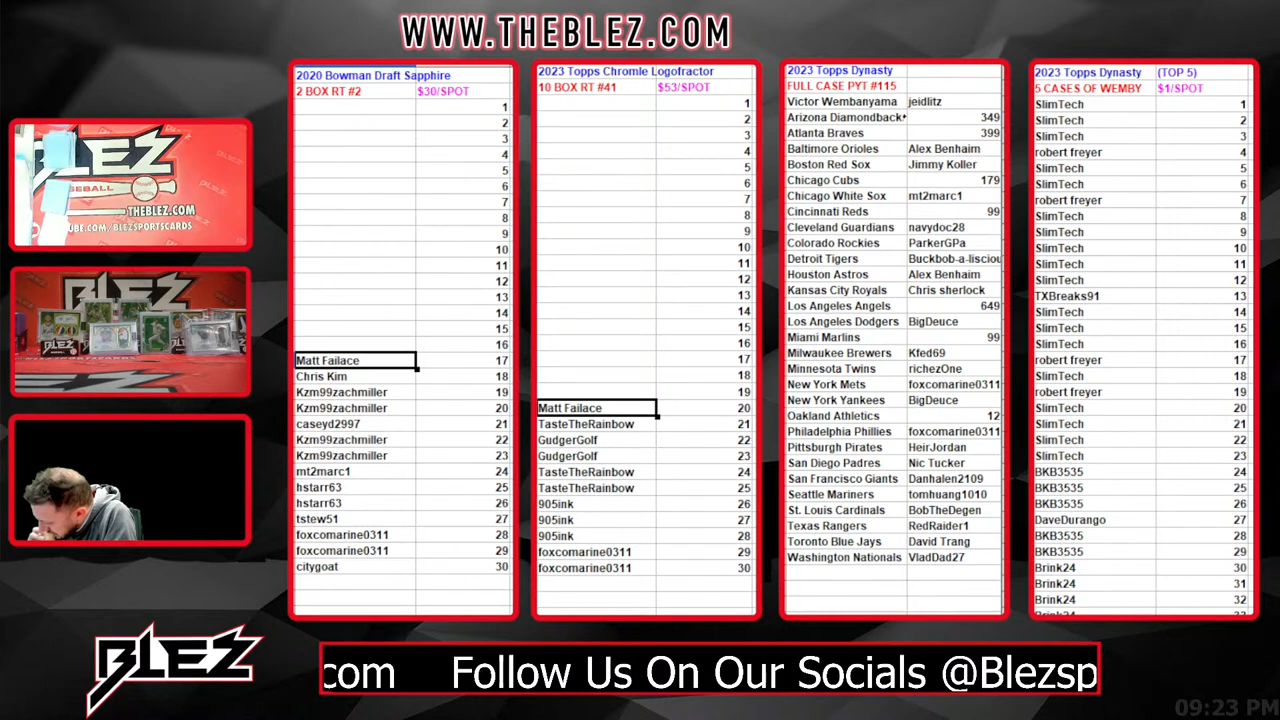 WWW.THEBLEZ.COM
BLEZ
BASEBALL
THEBLEZ.COM
UBE.COM/BLEZSPORTSCARDS
BLEZ
BLEZ
2020 Bowman Draft Sapphire
2 BOX RT #2 $30/SPOT
1
2
3
4
5
6
7
8
9
10
11
12
13
14
15
16
Matt Failace 17
Chris Kim 18
Kzm99zachmiller 19
Kzm99zachmiller 20
caseyd2997 21
Kzm99zachmiller 22
Kzm99zachmiller 23
mt2marc1 24
hstarr63 25
hstarr63 26
tstew51 27
foxcomarine0311 28
foxcomarine0311 29
citygoat 30
2023 Topps Chromle Logofractor
10 BOX RT #41 $53/SPOT
1
2
3
4
5
6
7
8
9
10
11
12
13
14
15
16
17
18
19
Matt Failace 20
TasteTheRainbow 21
GudgerGolf 22
GudgerGolf 23
TasteTheRainbow 24
TasteTheRainbow 25
905ink 26
905ink 27
905ink 28
foxcomarine0311 29
foxcomarine0311 30
2023 Topps Dynasty
FULL CASE PYT #115
Victor Wembanyama jeidlitz
Arizona Diamondback 349
Atlanta Braves 399
Baltimore Orioles Alex Benhaim
Boston Red Sox Jimmy Koller
Chicago Cubs 179
Chicago White Sox mt2marc1
Cincinnati Reds 99
Cleveland Guardians navydoc28
Colorado Rockies ParkerGPa
Detroit Tigers Buckbob-a-lisciou
Houston Astros Alex Benhaim
Kansas City Royals Chris sherlock
Los Angeles Angels 649
Los Angeles Dodgers BigDeuce
Miami Marlins 99
Milwaukee Brewers Kfed69
Minnesota Twins richezOne
New York Mets foxcomarine0311
New York Yankees BigDeuce
Oakland Athletics 12
Philadelphia Phillies foxcomarine0311
Pittsburgh Pirates HeirJordan
San Diego Padres Nic Tucker
San Francisco Giants Danhalen2109
Seattle Mariners tomhuang1010
St. Louis Cardinals BobTheDegen
Texas Rangers RedRaider1
Toronto Blue Jays David Trang
Washington Nationals VladDad27
2023 Topps Dynasty (TOP 5)
5 CASES OF WEMBY $1/SPOT
SlimTech 1
SlimTech 2
SlimTech 3
robert freyer 4
SlimTech 5
SlimTech 6
robert freyer 7
SlimTech 8
SlimTech 9
SlimTech 10
SlimTech 11
SlimTech 12
TXBreaks91 13
SlimTech 14
SlimTech 15
SlimTech 16
robert freyer 17
SlimTech 18
robert freyer 19
SlimTech 20
SlimTech 21
SlimTech 22
SlimTech 23
BKB3535 24
BKB3535 25
BKB3535 26
DaveDurango 27
BKB3535 28
BKB3535 29
Brink24 30
Brink24 31
Brink24 32
Brink24 33
BLEZ
.com Follow Us On Our Socials @Blezsp
09:23 PM